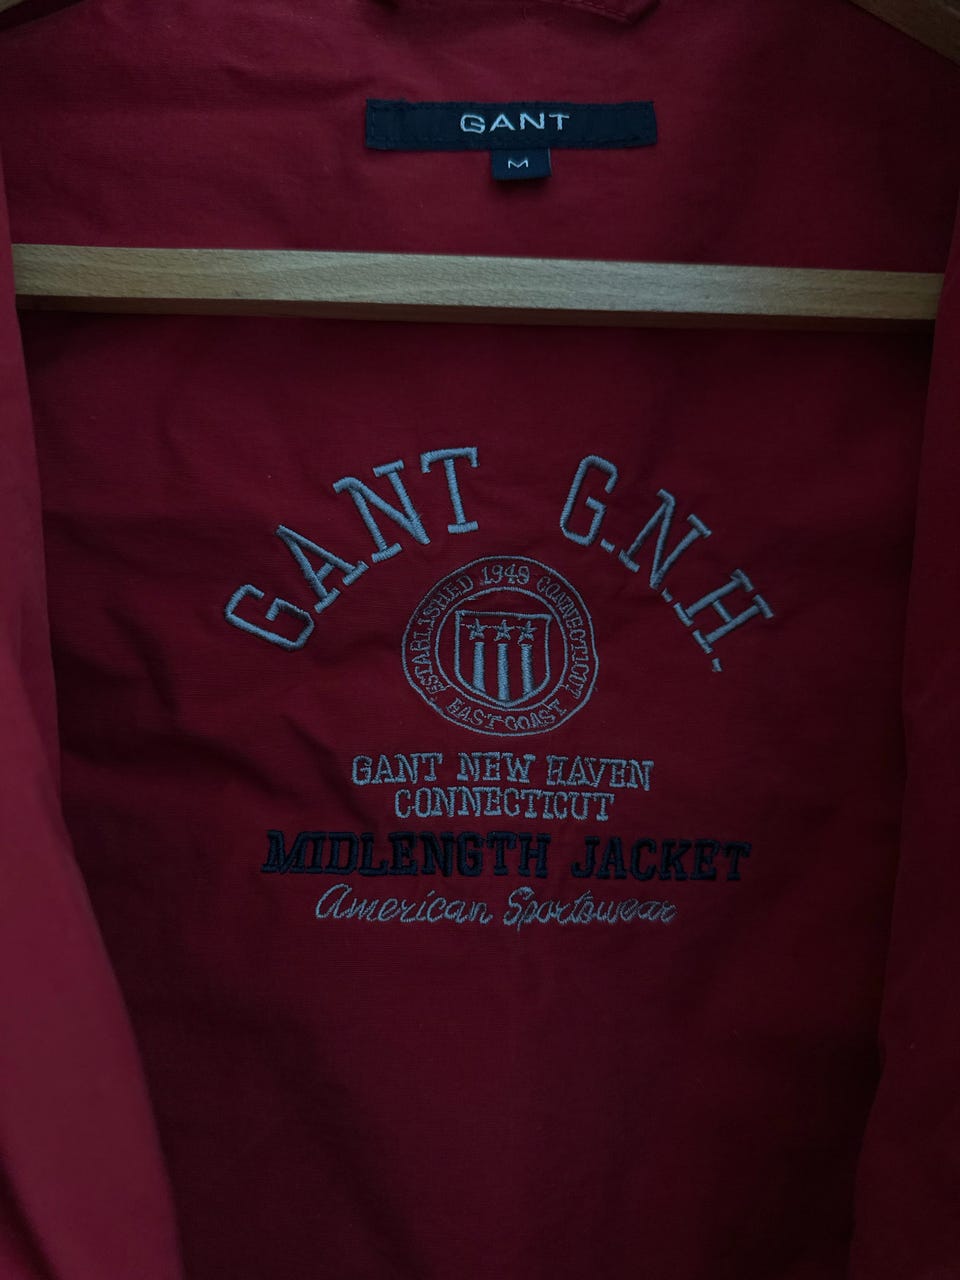 GANT
M
GANT G.N.H.
ESTABLISHED 1949 CONNECTICUT
EAST COAST
GANT NEW HAVEN
CONNECTICUT
MIDLENGTH JACKET
American Sportswear